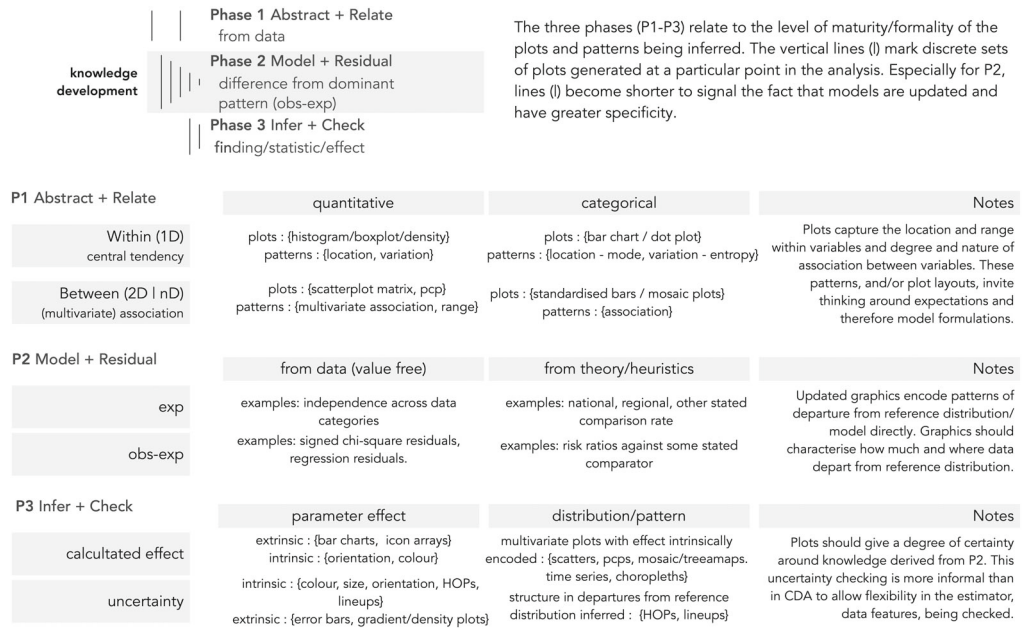 Phase 1 Abstract + Relate
from data
knowledge
development
Phase 2 Model + Residual
difference from dominant
pattern (obs-exp)
Phase 3 Infer + Check
finding/statistic/effect
The three phases (P1-P3) relate to the level of maturity/formality of the
plots and patterns being inferred. The vertical lines (l) mark discrete sets
of plots generated at a particular point in the analysis. Especially for P2,
lines (l) become shorter to signal the fact that models are updated and
have greater specificity.
P1 Abstract + Relate
quantitative
categorical
Notes
Within (1D)
central tendency
plots : {histogram/boxplot/density}
patterns : {location, variation}
plots : {bar chart / dot plot}
patterns : {location - mode, variation - entropy}
Between (2D l nD)
(multivariate) association
plots : {scatterplot matrix, pcp}
patterns : {multivariate association, range}
plots : {standardised bars / mosaic plots}
patterns : {association}
Plots capture the location and range
within variables and degree and nature of
association between variables. These
patterns, and/or plot layouts, invite
thinking around expectations and
therefore model formulations.
P2 Model + Residual
from data (value free)
from theory/heuristics
Notes
exp
examples: independence across data
categories
examples: national, regional, other stated
comparison rate
obs-exp
examples: signed chi-square residuals,
regression residuals.
examples: risk ratios against some stated
comparator
Updated graphics encode patterns of
departure from reference distribution/
model directly. Graphics should
characterise how much and where data
depart from reference distribution.
P3 Infer + Check
parameter effect
distribution/pattern
Notes
calcultated effect
extrinsic : {bar charts, icon arrays}
intrinsic : {orientation, colour}
multivariate plots with effect intrinsically
encoded : {scatters, pcps, mosaic/treeamaps.
time series, choropleths}
uncertainty
intrinsic : {colour, size, orientation, HOPs,
lineups}
extrinsic : {error bars, gradient/density plots}
structure in departures from reference
distribution inferred : {HOPs, lineups}
Plots should give a degree of certainty
around knowledge derived from P2. This
uncertainty checking is more informal than
in CDA to allow flexibility in the estimator,
data features, being checked.